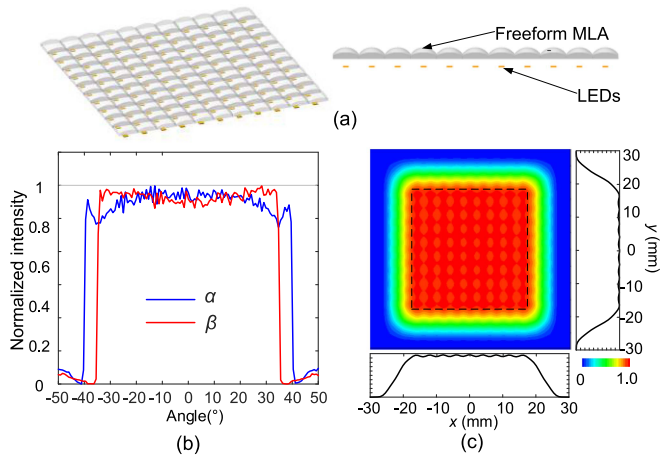 Freeform MLA
LEDs
(a)
Normalized intensity
1
0.8
0.6
0.4
0.2
0
α
β
-50 -40 -30 -20 -10 0 10 20 30 40 50
Angle(°)
(b)
30
20
10
0
-10
-20
-30
y (mm)
0 1.0
-30 -20 -10 0 10 20 30
x (mm)
(c)